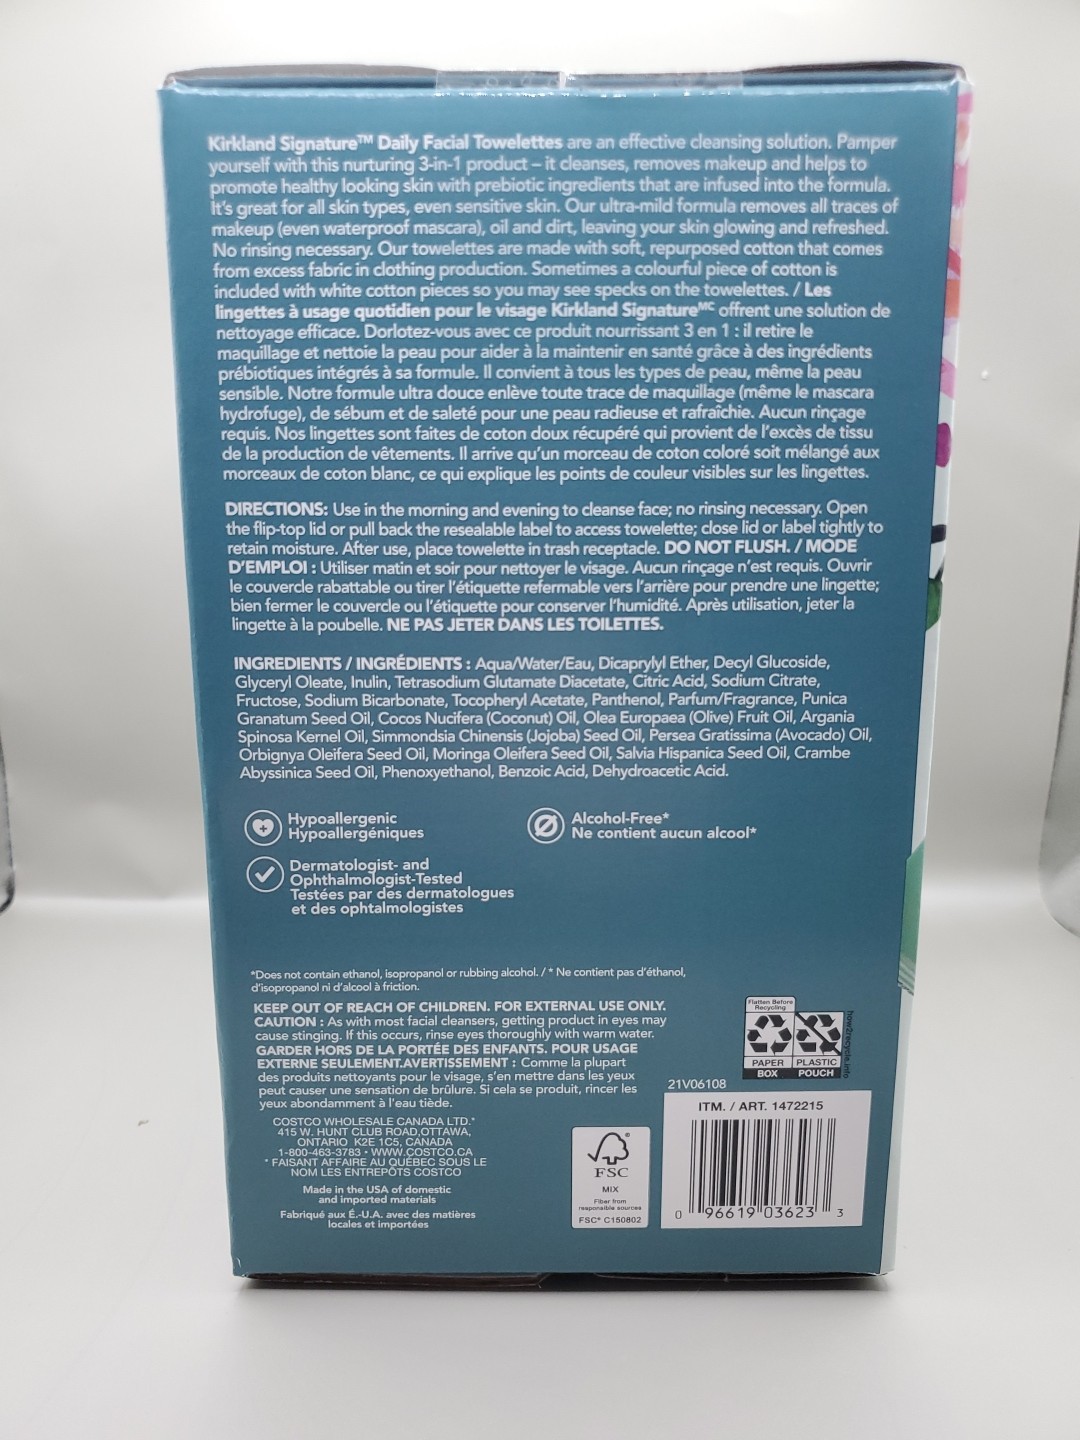 Kirkland Signature™ Daily Facial Towelettes are an effective cleansing solution. Pamper
yourself with this nurturing 3-in-1 product – it cleanses, removes makeup and helps to
promote healthy looking skin with prebiotic ingredients that are infused into the formula.
It's great for all skin types, even sensitive skin. Our ultra-mild formula removes all traces of
makeup (even waterproof mascara), oil and dirt, leaving your skin glowing and refreshed.
No rinsing necessary. Our towelettes are made with soft, repurposed cotton that comes
from excess fabric in clothing production. Sometimes a colourful piece of cotton is
included with white cotton pieces so you may see specks on the towelettes. / Les
lingettes à usage quotidien pour le visage Kirkland Signature MC offrent une solution de
nettoyage efficace. Dorlotez-vous avec ce produit nourrissant 3 en 1 : il retire le
maquillage et nettoie la peau pour aider à la maintenir en santé grâce à des ingrédients
prébiotiques intégrés à sa formule. Il convient à tous les types de peau, même la peau
sensible. Notre formule ultra douce enlève toute trace de maquillage (même le mascara
hydrofuge), de sébum et de saleté pour une peau radieuse et rafraîchie. Aucun rinçage
requis. Nos lingettes sont faites de coton doux récupéré qui provient de l'excès de tissu
de la production de vêtements. Il arrive qu'un morceau de coton coloré soit mélangé aux
morceaux de coton blanc, ce qui explique les points de couleur visibles sur les lingettes.
DIRECTIONS: Use in the morning and evening to cleanse face; no rinsing necessary. Open
the flip-top lid or pull back the resealable label to access towelette; close lid or label tightly to
retain moisture. After use, place towelette in trash receptacle. DO NOT FLUSH. / MODE
D'EMPLOI : Utiliser matin et soir pour nettoyer le visage. Aucun rinçage n'est requis. Ouvrir
le couvercle rabattable ou tirer l'étiquette refermable vers l'arrière pour prendre une lingette;
bien fermer le couvercle ou l'étiquette pour conserver l'humidité. Après utilisation, jeter la
lingette à la poubelle. NE PAS JETER DANS LES TOILETTES.
INGREDIENTS / INGRÉDIENTS : Aqua/Water/Eau, Dicaprylyl Ether, Decyl Glucoside,
Glyceryl Oleate, Inulin, Tetrasodium Glutamate Diacetate, Citric Acid, Sodium Citrate,
Fructose, Sodium Bicarbonate, Tocopheryl Acetate, Panthenol, Parfum/Fragrance, Punica
Granatum Seed Oil, Cocos Nucifera (Coconut) Oil, Olea Europaea (Olive) Fruit Oil, Argania
Spinosa Kernel Oil, Simmondsia Chinensis (Jojoba) Seed Oil, Persea Gratissima (Avocado) Oil,
Orbignya Oleifera Seed Oil, Moringa Oleifera Seed Oil, Salvia Hispanica Seed Oil, Crambe
Abyssinica Seed Oil, Phenoxyethanol, Benzoic Acid, Dehydroacetic Acid.
Hypoallergenic
Hypoallergéniques
Alcohol-Free*
Ne contient aucun alcool*
Dermatologist- and
Ophthalmologist-Tested
Testées par des dermatologues
et des ophtalmologistes
*Does not contain ethanol, isopropanol or rubbing alcohol. / * Ne contient pas d'éthanol,
d'isopropanol ni d'alcool à friction.
KEEP OUT OF REACH OF CHILDREN. FOR EXTERNAL USE ONLY.
CAUTION : As with most facial cleansers, getting product in eyes may
cause stinging. If this occurs, rinse eyes thoroughly with warm water.
GARDER HORS DE LA PORTÉE DES ENFANTS. POUR USAGE
EXTERNE SEULEMENT.AVERTISSEMENT : Comme la plupart
des produits nettoyants pour le visage, s'en mettre dans les yeux
peut causer une sensation de brûlure. Si cela se produit, rincer les
yeux abondamment à l'eau tiède.
COSTCO WHOLESALE CANADA LTD.*
415 W. HUNT CLUB ROAD,OTTAWA,
ONTARIO K2E 1C5, CANADA
1-800-463-3783 • WWW.COSTCO.CA
* FAISANT AFFAIRE AU QUÉBEC SOUS LE
NOM LES ENTREPÔTS COSTCO
Made in the USA of domestic
and imported materials
Fabriqué aux É.-U.A. avec des matières
locales et importées
Flatten Before
Recycling
PAPER
BOX
PLASTIC
POUCH
how2recycle.info
21V06108
FSC®
MIX
Fiber from
responsible sources
FSC® C150802
ITM. / ART. 1472215
0 96619 03623 3